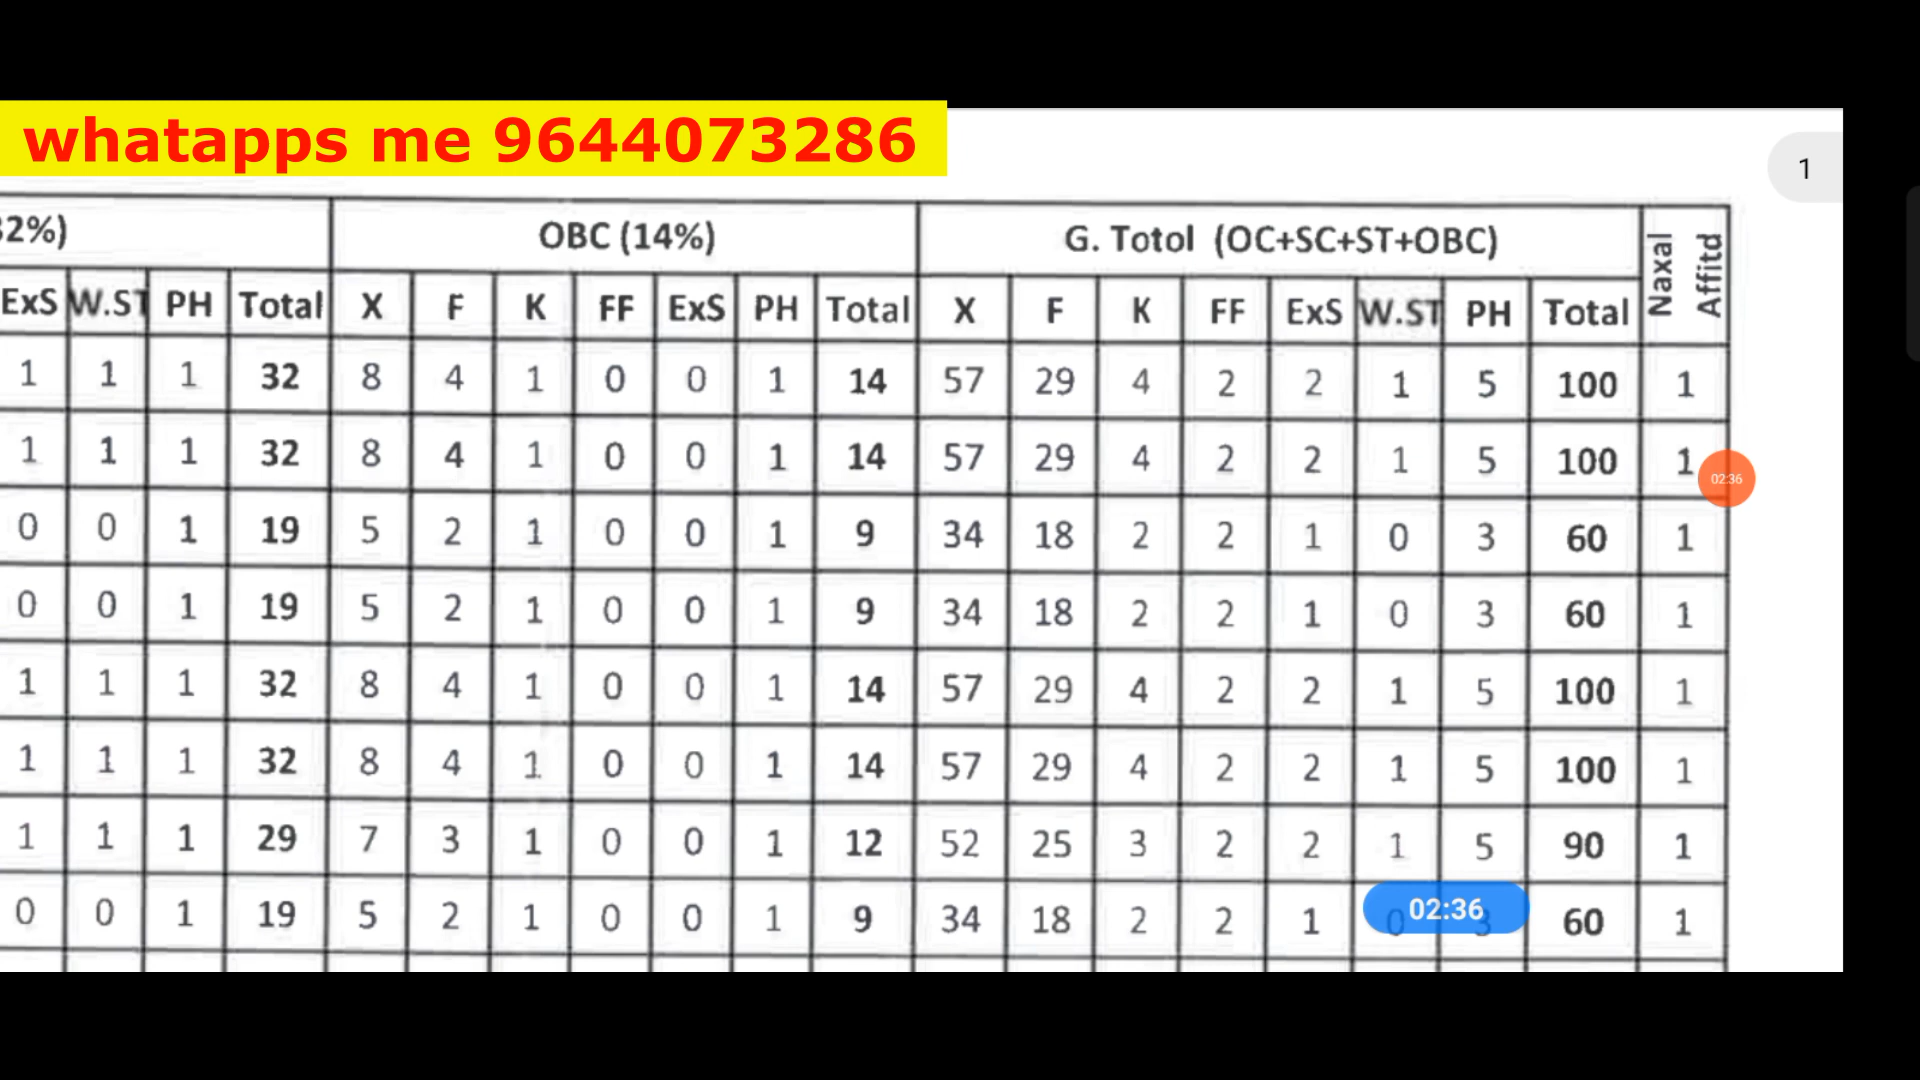 whatapps me 9644073286
1
32%) OBC (14%) G. Totol (OC+SC+ST+OBC) Naxal Affitd
ExS W.ST PH Total X F K FF ExS PH Total X F K FF ExS W.ST PH Total
1 1 1 32 8 4 1 0 0 1 14 57 29 4 2 2 1 5 100 1
1 1 1 32 8 4 1 0 0 1 14 57 29 4 2 2 1 5 100 1
02:36
0 0 1 19 5 2 1 0 0 1 9 34 18 2 2 1 0 3 60 1
0 0 1 19 5 2 1 0 0 1 9 34 18 2 2 1 0 3 60 1
1 1 1 32 8 4 1 0 0 1 14 57 29 4 2 2 1 5 100 1
1 1 1 32 8 4 1 0 0 1 14 57 29 4 2 2 1 5 100 1
1 1 1 29 7 3 1 0 0 1 12 52 25 3 2 2 1 5 90 1
0 0 1 19 5 2 1 0 0 1 9 34 18 2 2 1 0 3 60 1
02:36